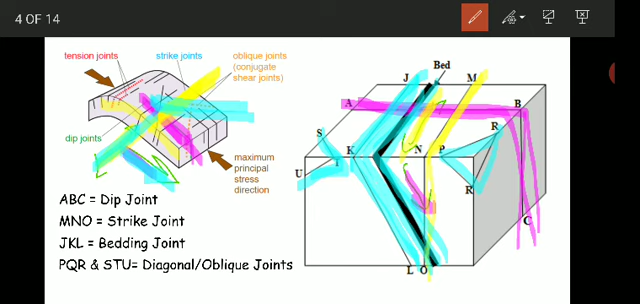 4 OF 14
tension joints
strike joints
oblique joints
(conjugate
shear joints)
dip joints
maximum
principal
stress
direction
ABC = Dip Joint
MNO = Strike Joint
JKL = Bedding Joint
PQR & STU= Diagonal/Oblique Joints
Bed
J
M
A
B
S
R
T
K
N
P
U
R
C
L
O